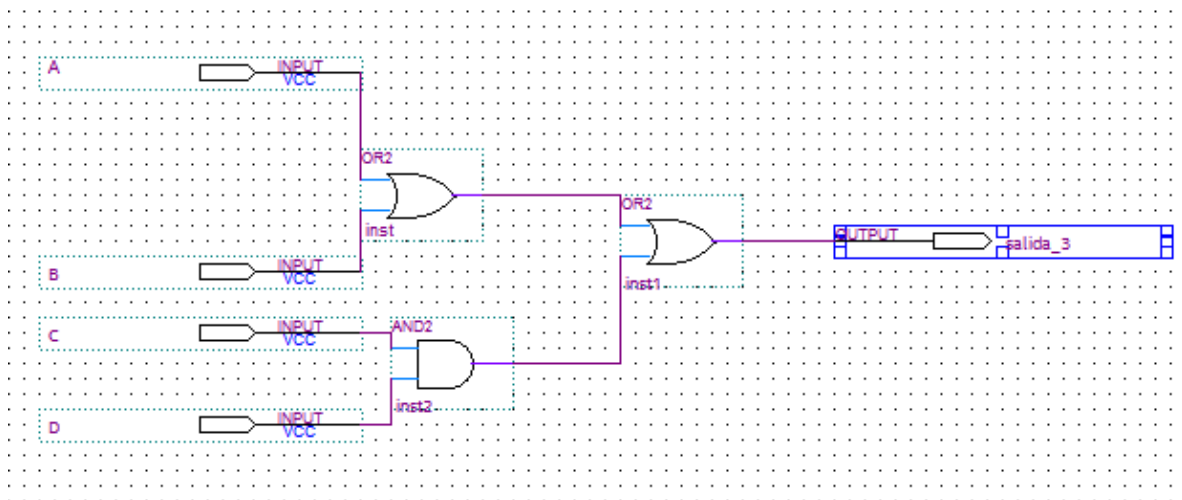 A
INPUT
VCC
OR2
inst
OR2
OUTPUT
salida_3
B
INPUT
VCC
inst1
C
INPUT
VCC
AND2
inst2
D
INPUT
VCC